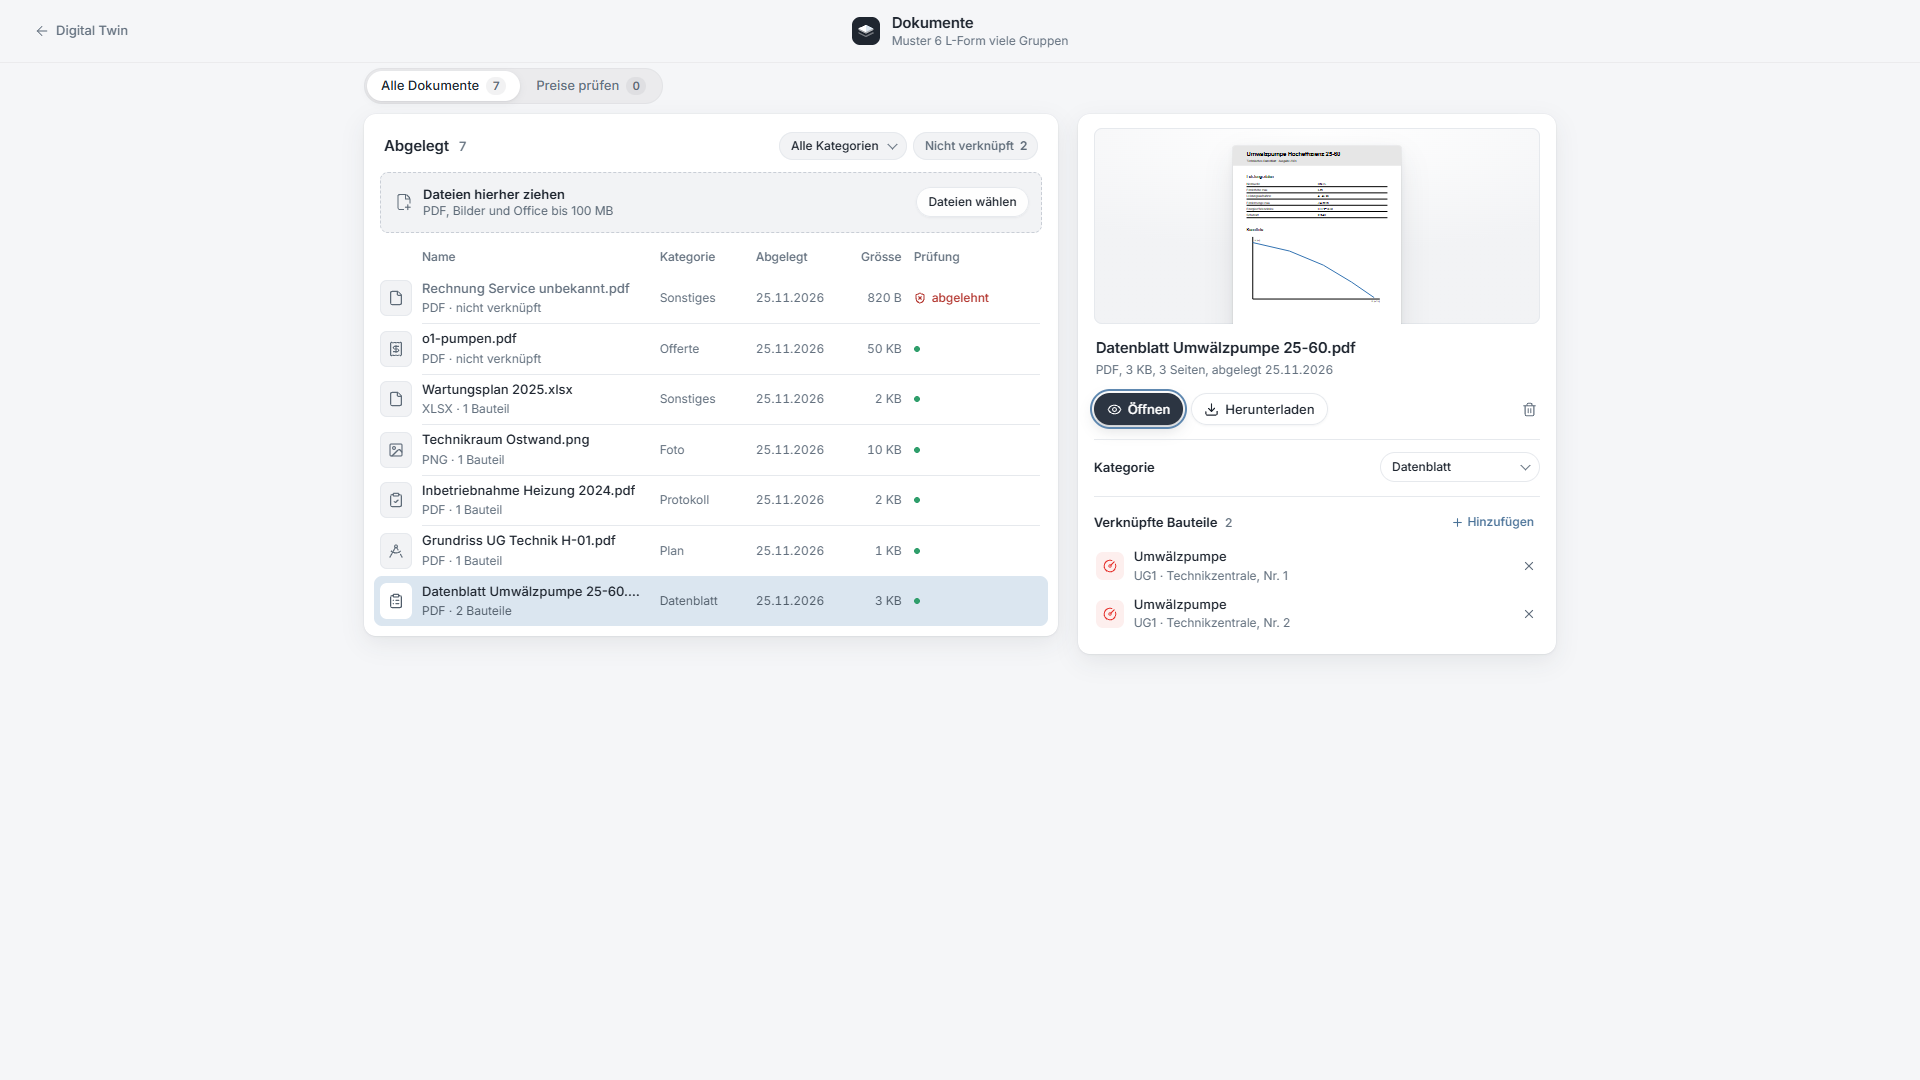 Digital Twin
Dokumente
Muster 6 L-Form viele Gruppen
Alle Dokumente 7
Preise prüfen 0
Abgelegt 7
Alle Kategorien
Nicht verknüpft 2
Dateien hierher ziehen
PDF, Bilder und Office bis 100 MB
Dateien wählen
Name Kategorie Abgelegt Grösse Prüfung
Rechnung Service unbekannt.pdf
PDF · nicht verknüpft
Sonstiges 25.11.2026 820 B abgelehnt
o1-pumpen.pdf
PDF · nicht verknüpft
Offerte 25.11.2026 50 KB
Wartungsplan 2025.xlsx
XLSX · 1 Bauteil
Sonstiges 25.11.2026 2 KB
Technikraum Ostwand.png
PNG · 1 Bauteil
Foto 25.11.2026 10 KB
Inbetriebnahme Heizung 2024.pdf
PDF · 1 Bauteil
Protokoll 25.11.2026 2 KB
Grundriss UG Technik H-01.pdf
PDF · 1 Bauteil
Plan 25.11.2026 1 KB
Datenblatt Umwälzpumpe 25-60....
PDF · 2 Bauteile
Datenblatt 25.11.2026 3 KB
Umwälzpumpe Hocheffizienz 25-60
Datenblatt Umwälzpumpe 25-60.pdf
PDF, 3 KB, 3 Seiten, abgelegt 25.11.2026
Öffnen
Herunterladen
Kategorie
Datenblatt
Verknüpfte Bauteile 2
Hinzufügen
Umwälzpumpe
UG1 · Technikzentrale, Nr. 1
Umwälzpumpe
UG1 · Technikzentrale, Nr. 2